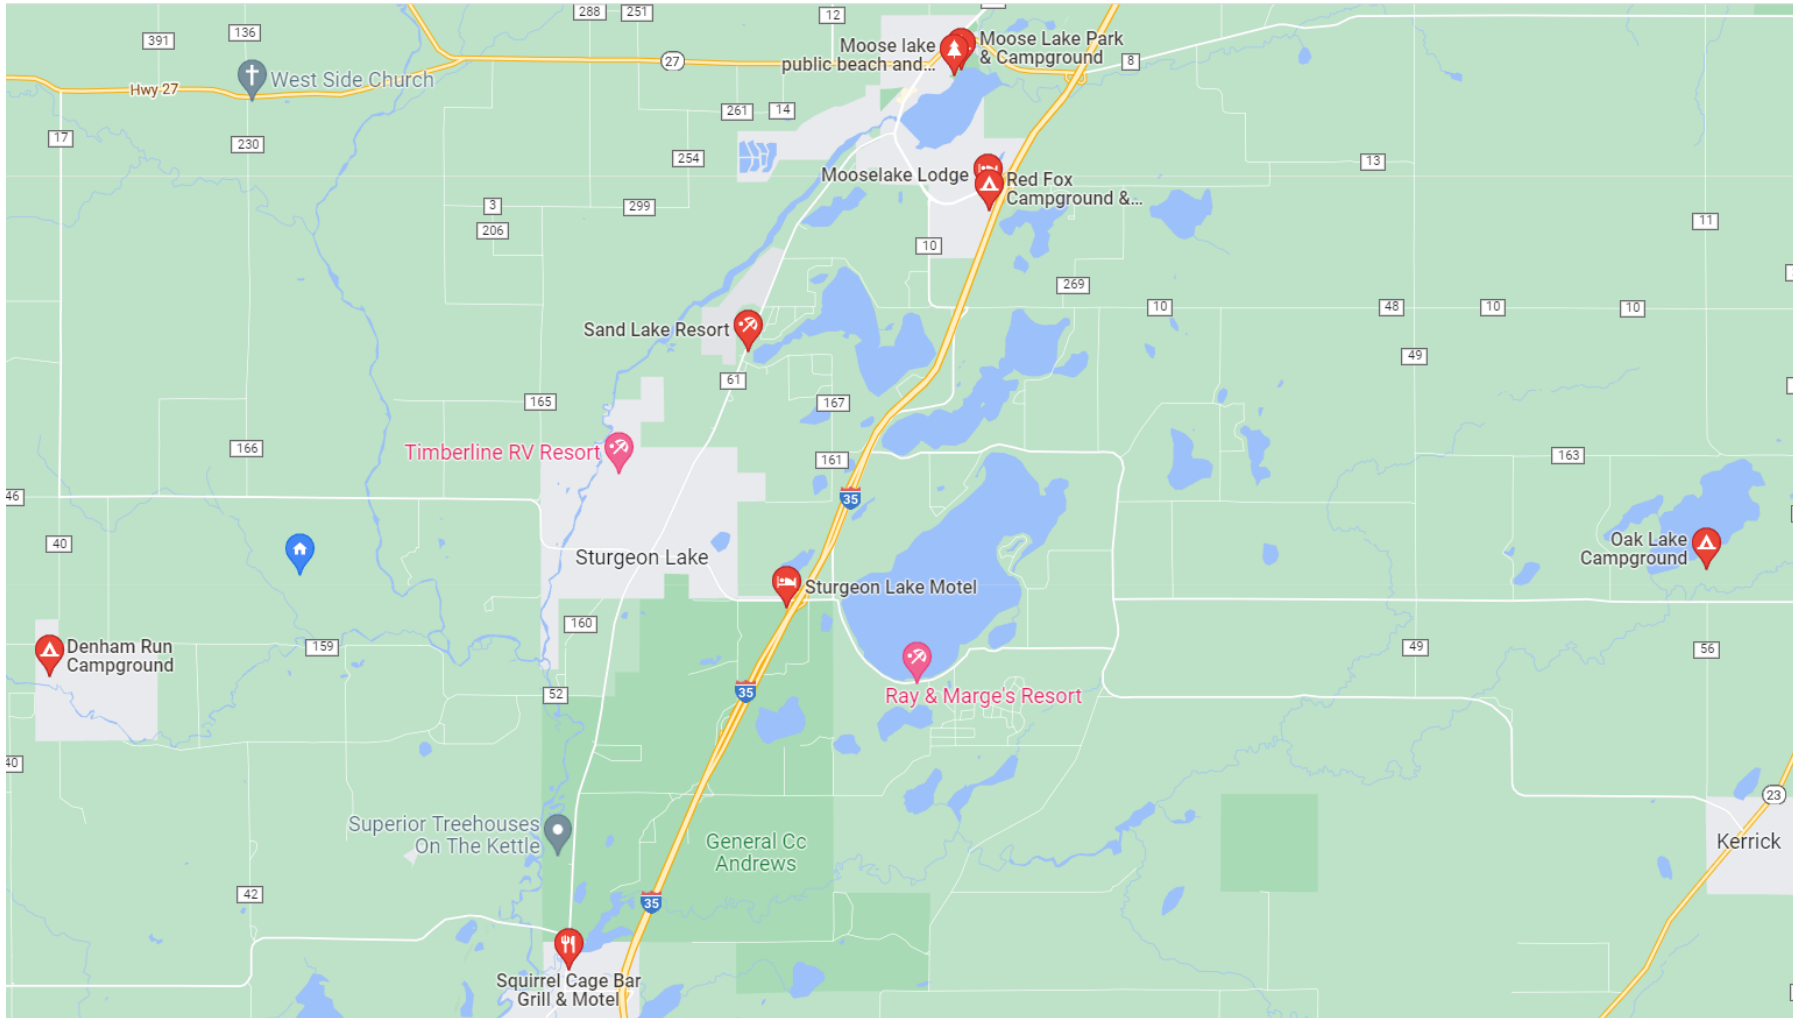 288
251
12
391
136
Moose lake
public beach and...
Moose Lake Park
& Campground
27
8
West Side Church
Hwy 27
261
14
17
230
254
13
Mooselake Lodge
Red Fox
Campground &...
3
299
206
11
10
269
10
48
10
10
Sand Lake Resort
49
61
165
167
166
Timberline RV Resort
161
163
46
35
40
Sturgeon Lake
Oak Lake
Campground
Sturgeon Lake Motel
160
Denham Run
Campground
159
49
56
52
35
Ray & Marge's Resort
40
23
Superior Treehouses
On The Kettle
General Cc
Andrews
Kerrick
42
35
Squirrel Cage Bar
Grill & Motel